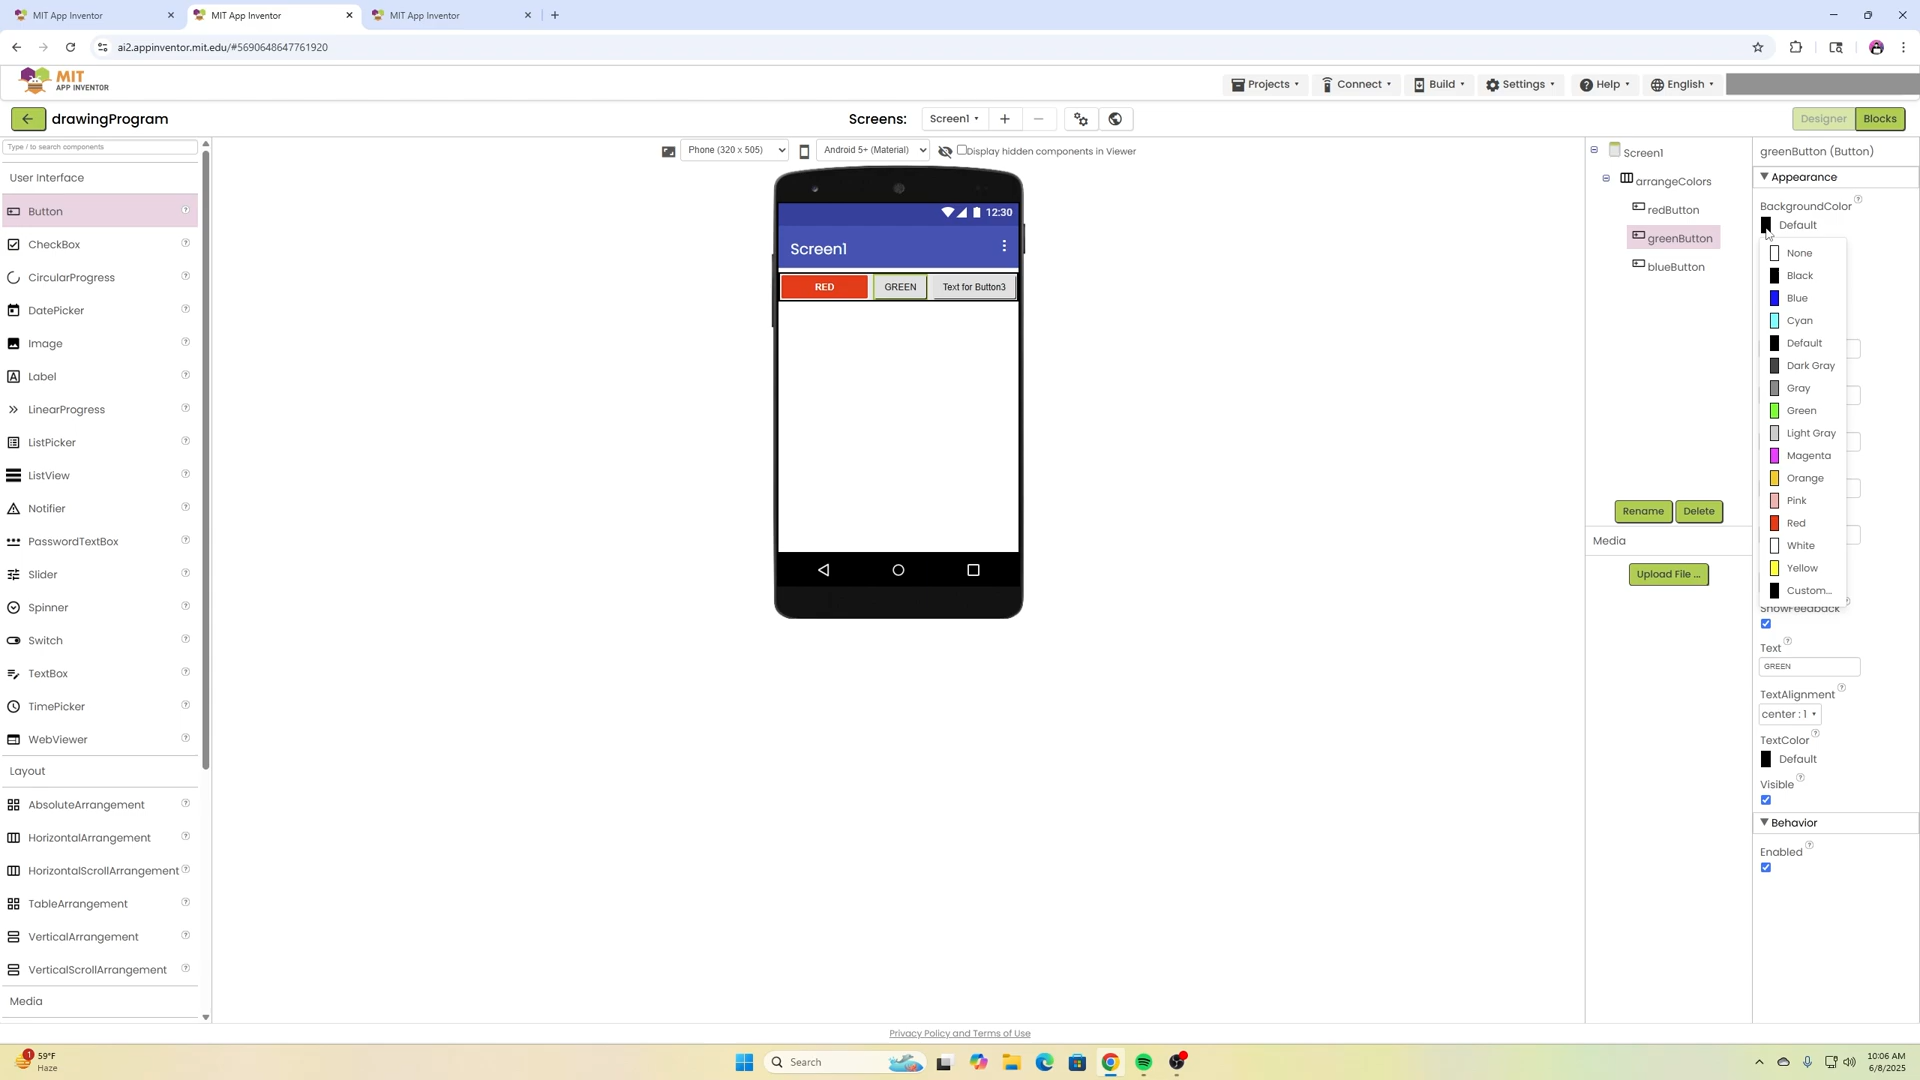 MIT App Inventor
MIT App Inventor
MIT App Inventor
ai2.appinventor.mit.edu/#5690648647761920
MIT
APP INVENTOR
Projects
Connect
Build
Settings
Help
English
drawingProgram
Screens:
Screen1
Designer
Blocks
Type / to search components
User Interface
Button
CheckBox
CircularProgress
DatePicker
Image
Label
LinearProgress
ListPicker
ListView
Notifier
PasswordTextBox
Slider
Spinner
Switch
TextBox
TimePicker
WebViewer
Layout
AbsoluteArrangement
HorizontalArrangement
HorizontalScrollArrangement
TableArrangement
VerticalArrangement
VerticalScrollArrangement
Media
Phone (320 x 505)
Android 5+ (Material)
Display hidden components in Viewer
12:30
Screen1
RED
GREEN
Text for Button3
Screen1
arrangeColors
redButton
greenButton
blueButton
Rename
Delete
Media
Upload File ...
greenButton (Button)
Appearance
BackgroundColor
Default
None
Black
Blue
Cyan
Default
Dark Gray
Gray
Green
Light Gray
Magenta
Orange
Pink
Red
White
Yellow
Custom...
ShowFeedback
Text
GREEN
TextAlignment
center : 1
TextColor
Default
Visible
Behavior
Enabled
Privacy Policy and Terms of Use
1
59°F
Haze
Search
10:06 AM
6/8/2025